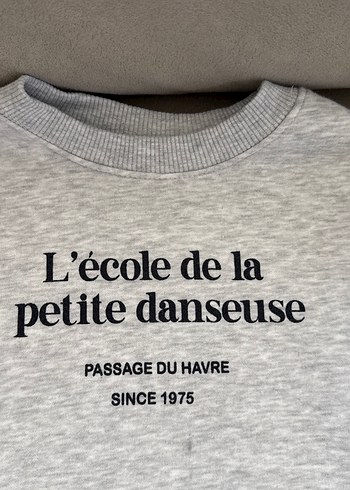 L'école de la
petite danseuse
PASSAGE DU HAVRE
SINCE 1975